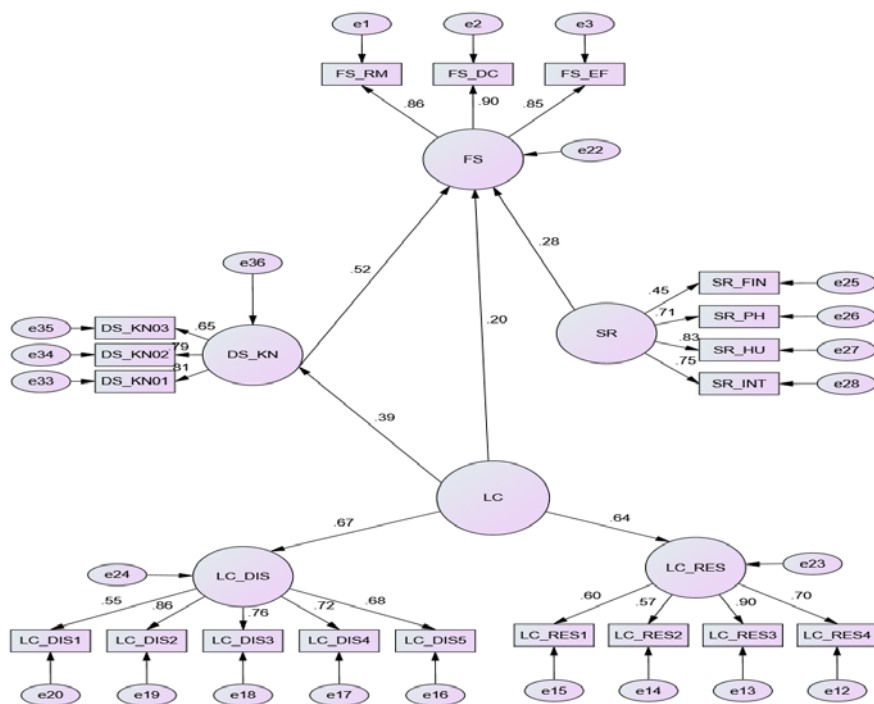 e1 e2 e3
FS_RM FS_DC FS_EF
.86 .90 .85
FS e22
e36 .52 .28
.20
e35 DS_KN03 .65
e34 DS_KN02 .79 DS_KN
e33 DS_KN01 .81
SR
.45 SR_FIN e25
.71 SR_PH e26
.83 SR_HU e27
.75 SR_INT e28
.39
LC
.67 .64
e24 LC_DIS LC_RES e23
.55 .86 .76 .72 .68 .60 .57 .90 .70
LC_DIS1 LC_DIS2 LC_DIS3 LC_DIS4 LC_DIS5 LC_RES1 LC_RES2 LC_RES3 LC_RES4
e20 e19 e18 e17 e16 e15 e14 e13 e12